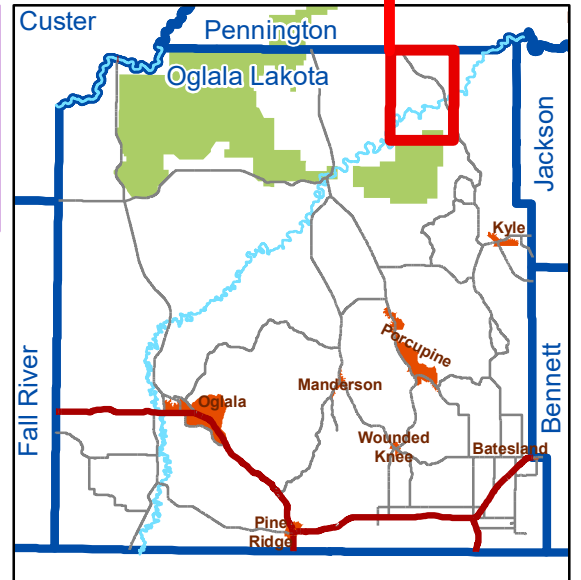 Custer
Pennington
Oglala Lakota
Jackson
Kyle
Porcupine
Fall River
Manderson
Oglala
Bennett
Wounded
Knee
Batesland
Pine
Ridge